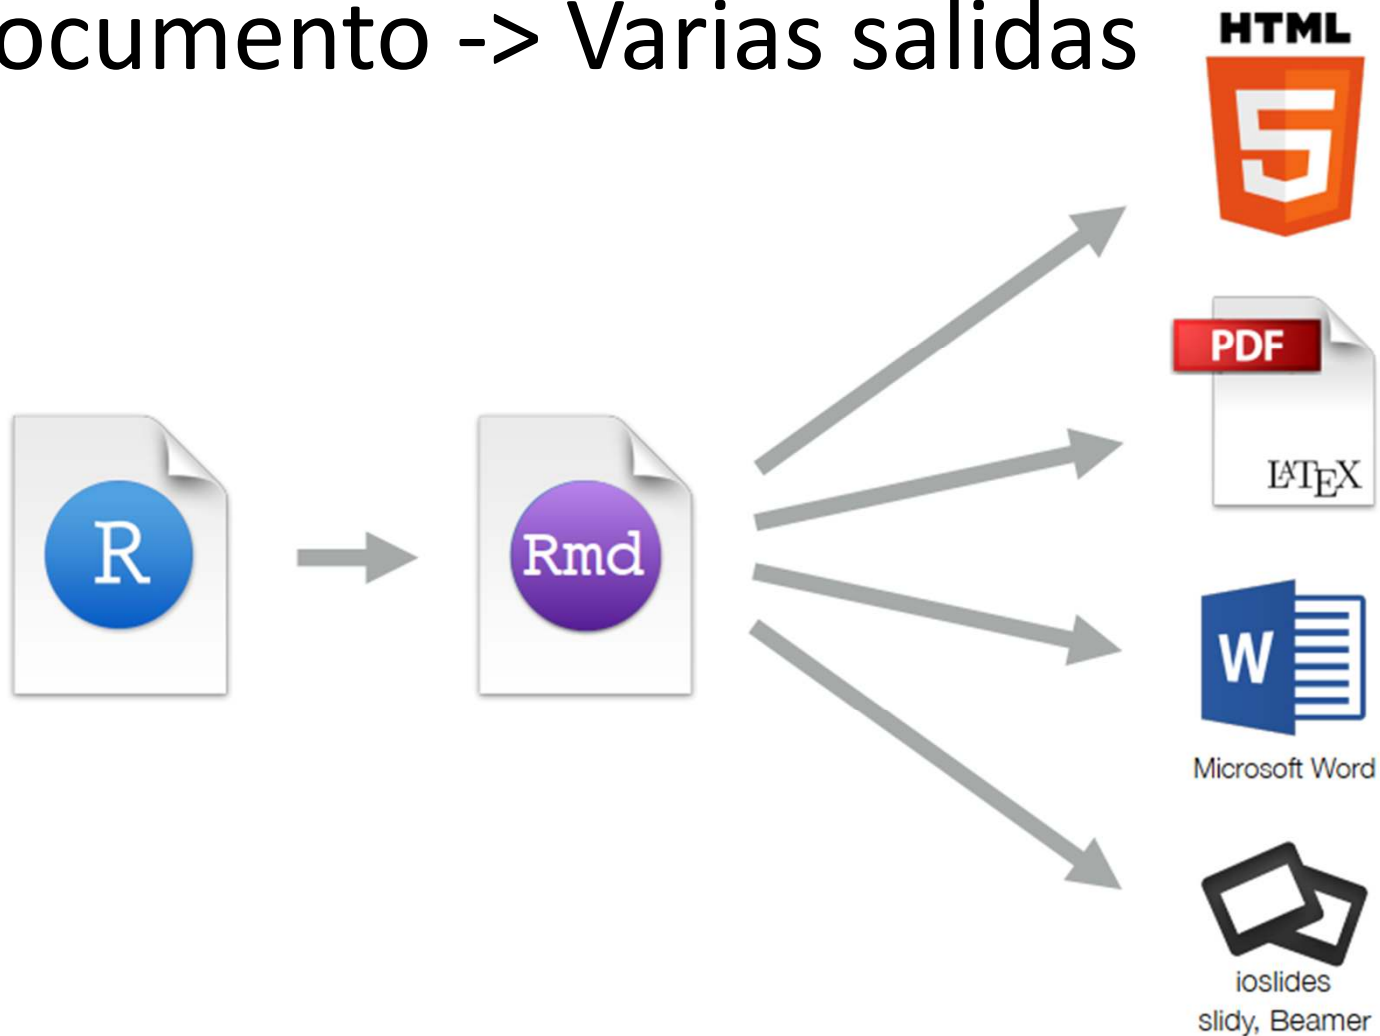 ocumento -> Varias salidas
HTML
5
PDF
LATEX
R
Rmd
W
Microsoft Word
ioslides
slidy, Beamer